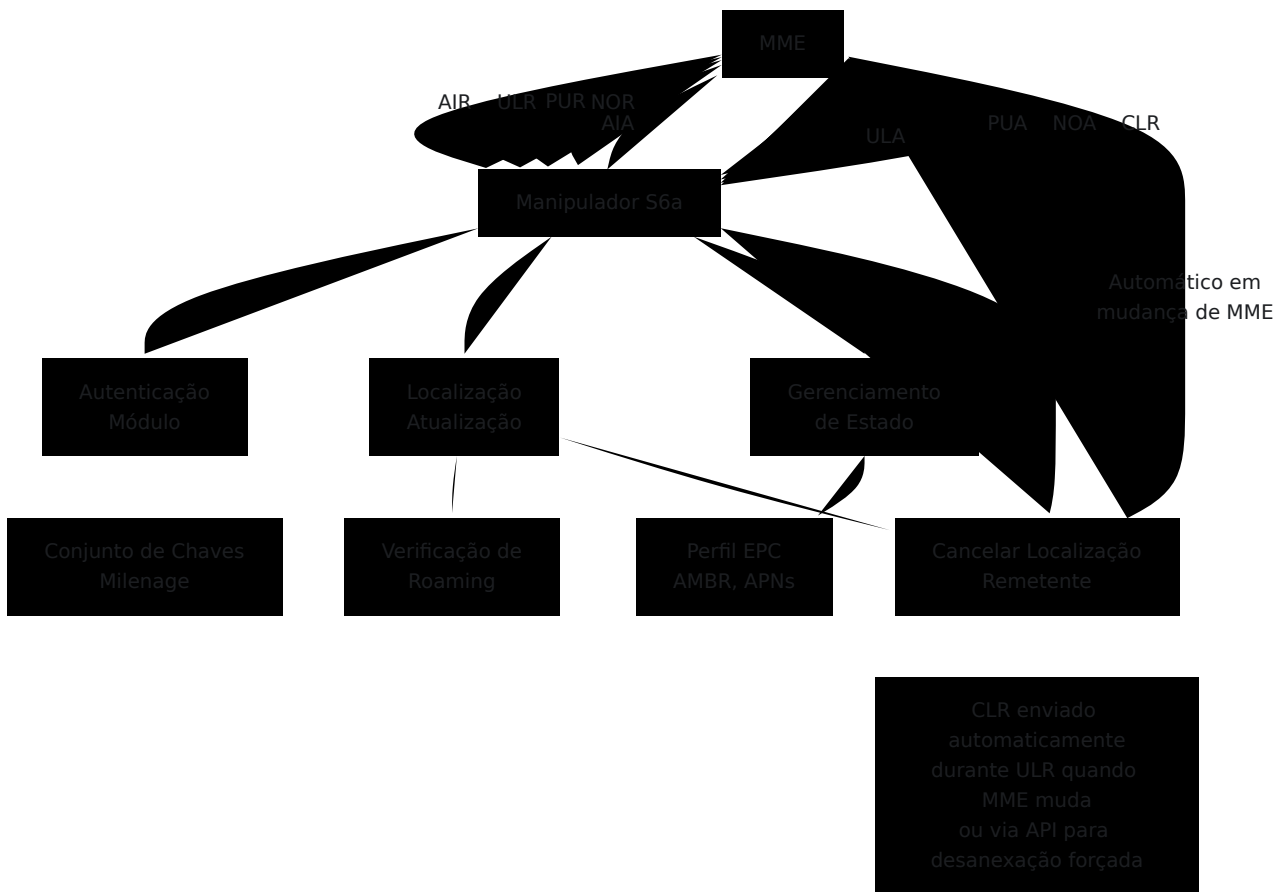 MME
AIR
ULR
PUR
NOR
AIA
ULA
PUA
NOA
CLR
Manipulador S6a
Automático em
mudança de MME
Autenticação
Módulo
Localização
Atualização
Gerenciamento
de Estado
Conjunto de Chaves
Milenage
Verificação de
Roaming
Perfil EPC
AMBR, APNs
Cancelar Localização
Remetente
CLR enviado
automaticamente
durante ULR quando
MME muda
ou via API para
desanexação forçada